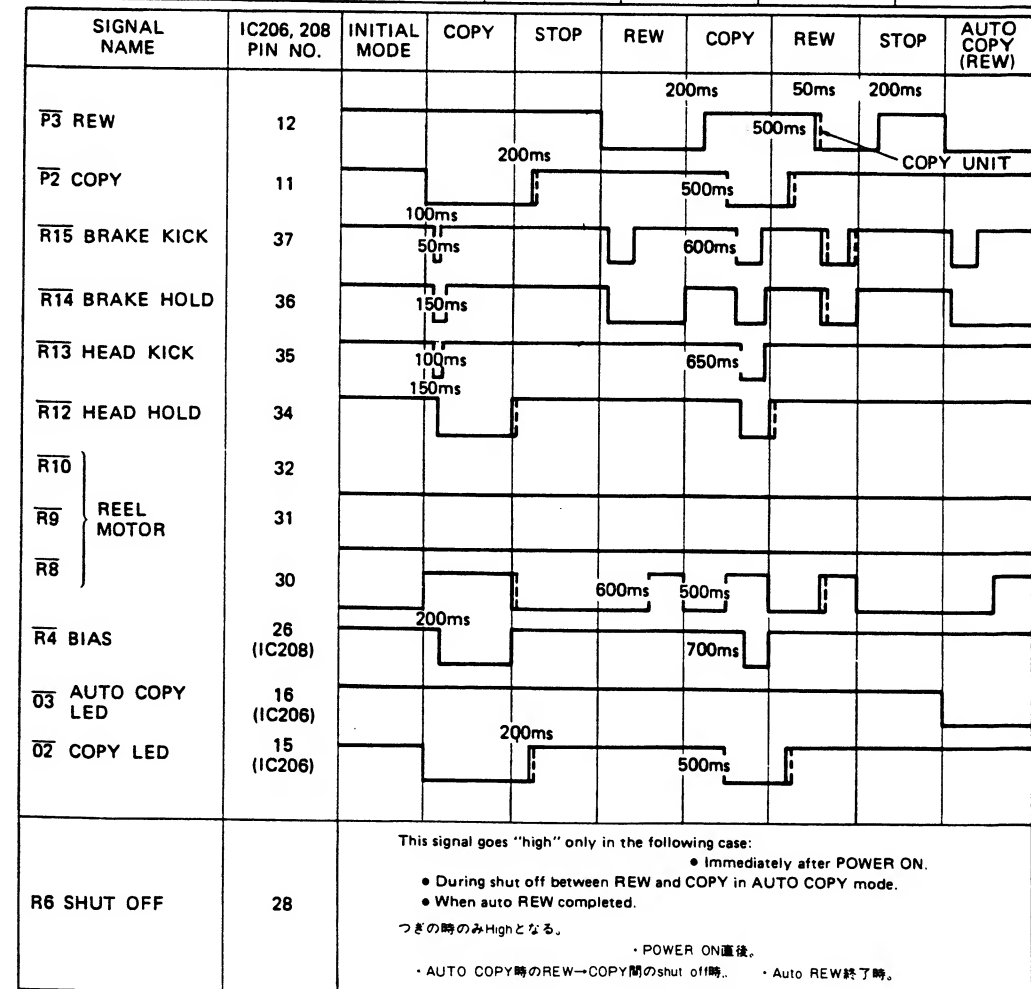 SIGNAL NAME
IC206, 208 PIN NO.
INITIAL MODE
COPY
STOP
REW
COPY
REW
STOP
AUTO COPY (REW)
200ms
50ms
200ms
P3 REW
12
500ms
COPY UNIT
200ms
P2 COPY
11
500ms
100ms
R15 BRAKE KICK
37
50ms
600ms
R14 BRAKE HOLD
36
150ms
R13 HEAD KICK
35
100ms
650ms
150ms
R12 HEAD HOLD
34
R10
32
R9
REEL MOTOR
31
R8
30
600ms
500ms
200ms
R4 BIAS
26 (IC208)
700ms
03 AUTO COPY LED
16 (IC206)
200ms
02 COPY LED
15 (IC206)
500ms
R6 SHUT OFF
28
This signal goes "high" only in the following case:
• Immediately after POWER ON.
• During shut off between REW and COPY in AUTO COPY mode.
• When auto REW completed.
つぎの時のみHighとなる。
・POWER ON直後。
・AUTO COPY時のREW→COPY間のshut off時。
・Auto REW終了時。